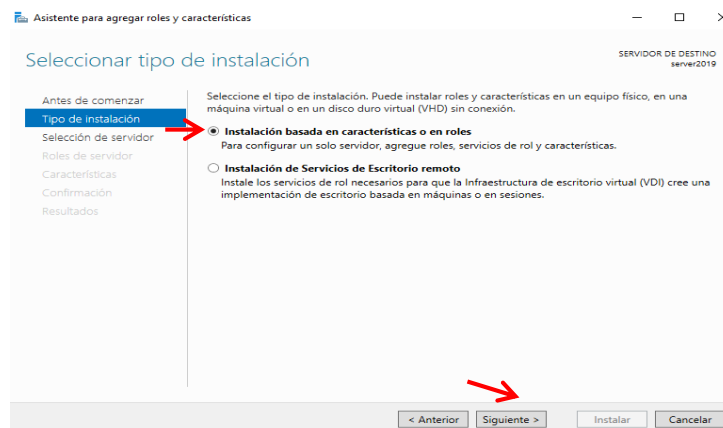 Asistente para agregar roles y características
Seleccionar tipo de instalación
SERVIDOR DE DESTINO
server2019
Antes de comenzar
Tipo de instalación
Selección de servidor
Roles de servidor
Características
Confirmación
Resultados
Seleccione el tipo de instalación. Puede instalar roles y características en un equipo físico, en una
máquina virtual o en un disco duro virtual (VHD) sin conexión.
Instalación basada en características o en roles
Para configurar un solo servidor, agregue roles, servicios de rol y características.
Instalación de Servicios de Escritorio remoto
Instale los servicios de rol necesarios para que la Infraestructura de escritorio virtual (VDI) cree una
implementación de escritorio basada en máquinas o en sesiones.
< Anterior
Siguiente >
Instalar
Cancelar